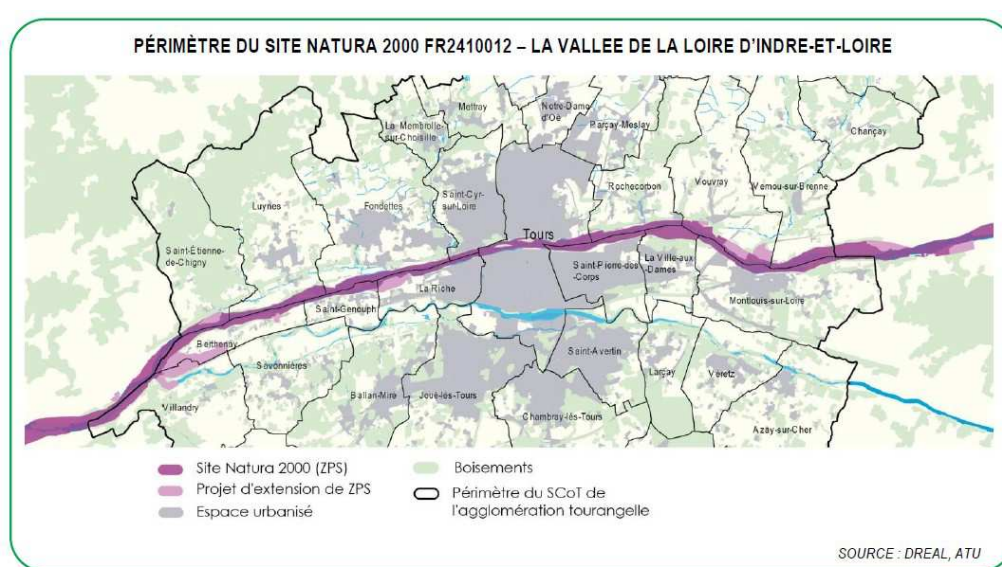 PÉRIMÈTRE DU SITE NATURA 2000 FR2410012 – LA VALLEE DE LA LOIRE D'INDRE-ET-LOIRE
Mettray
Notre-Dame
d'Oé
La Membrolle-
sur-Choisille
Parçay-Meslay
Chançay
Luynes
Fondettes
Saint-Cyr-
sur-Loire
Rochecorbon
Vouvray
Vernou-sur-Brenne
Saint-Étienne-
de-Chigny
Tours
La Riche
Saint-Pierre-des
-Corps
La Ville-aux
-Dames
Saint-Genouph
Montlouis-sur-Loire
Berthenay
Savonnières
Saint-Avertin
Villandry
Ballan-Miré
Joué-lès-Tours
Larçay
Véretz
Chambray-lès-Tours
Azay-sur-Cher
Site Natura 2000 (ZPS)
Projet d'extension de ZPS
Espace urbanisé
Boisements
Périmètre du SCoT de
l'agglomération tourangelle
SOURCE : DREAL, ATU